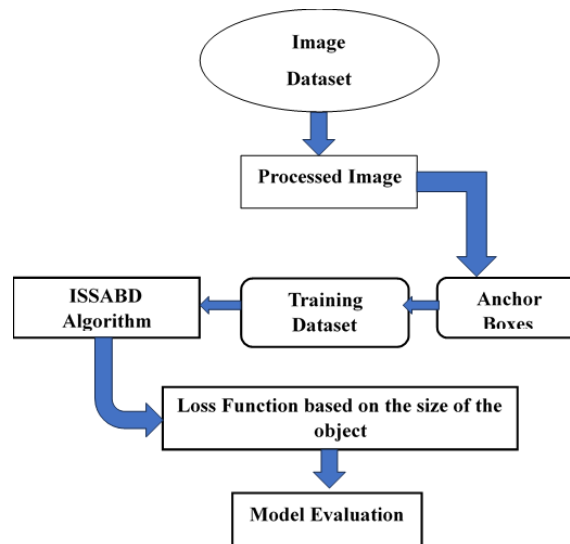 Image
Dataset
Processed Image
Anchor
Boxes
Training
Dataset
ISSABD
Algorithm
Loss Function based on the size of the
object
Model Evaluation